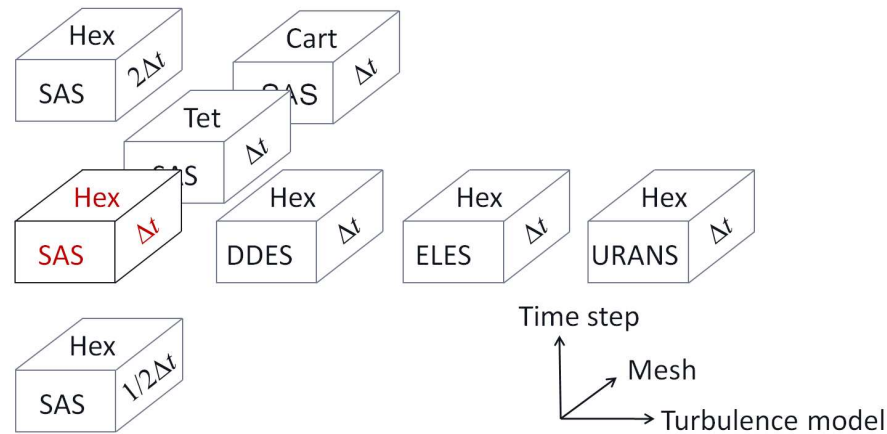 Hex
SAS
2Δt
Cart
SAS
Δt
Tet
SAS
Δt
Hex
SAS
Δt
Hex
DDES
Δt
Hex
ELES
Δt
Hex
URANS
Δt
Hex
SAS
1/2Δt
Time step
Mesh
Turbulence model